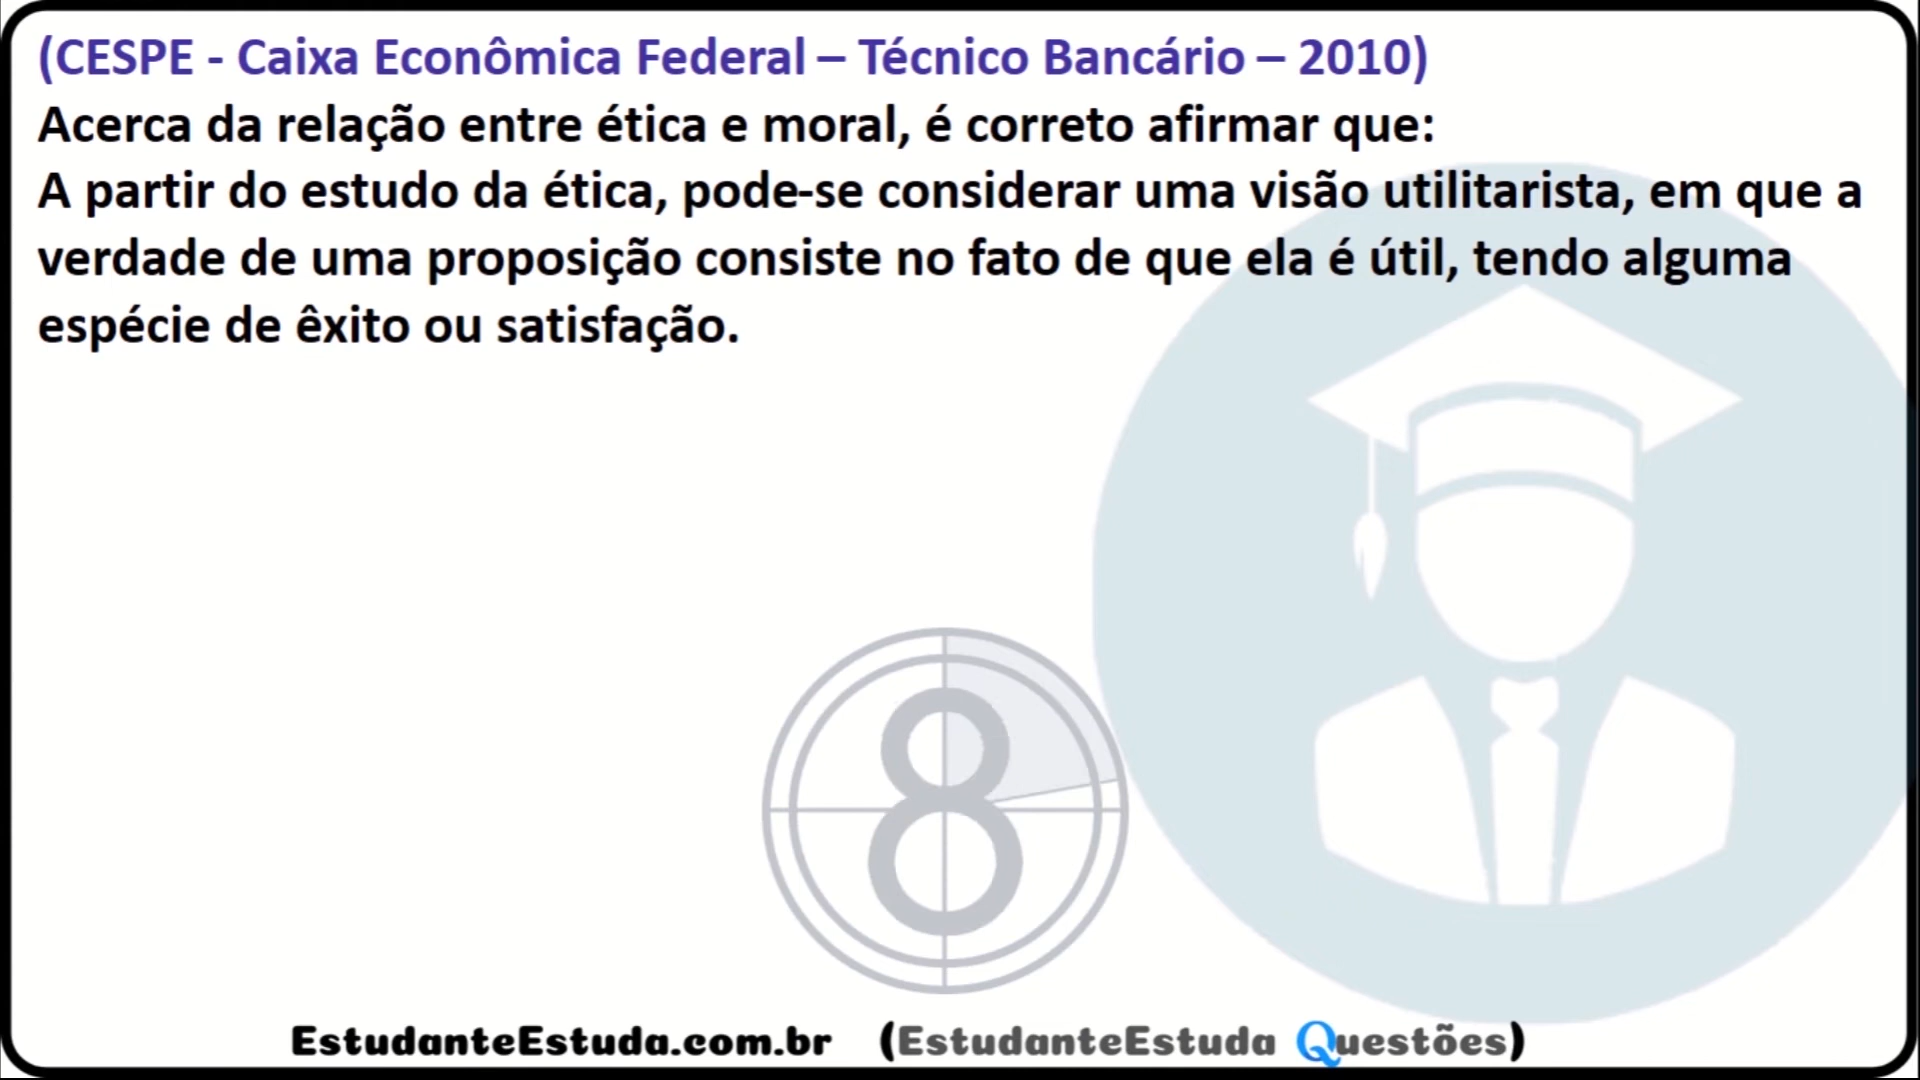 (CESPE - Caixa Econômica Federal – Técnico Bancário – 2010)
Acerca da relação entre ética e moral, é correto afirmar que:
A partir do estudo da ética, pode-se considerar uma visão utilitarista, em que a
verdade de uma proposição consiste no fato de que ela é útil, tendo alguma
espécie de êxito ou satisfação.
8
EstudanteEstuda.com.br (EstudanteEstuda Questões)